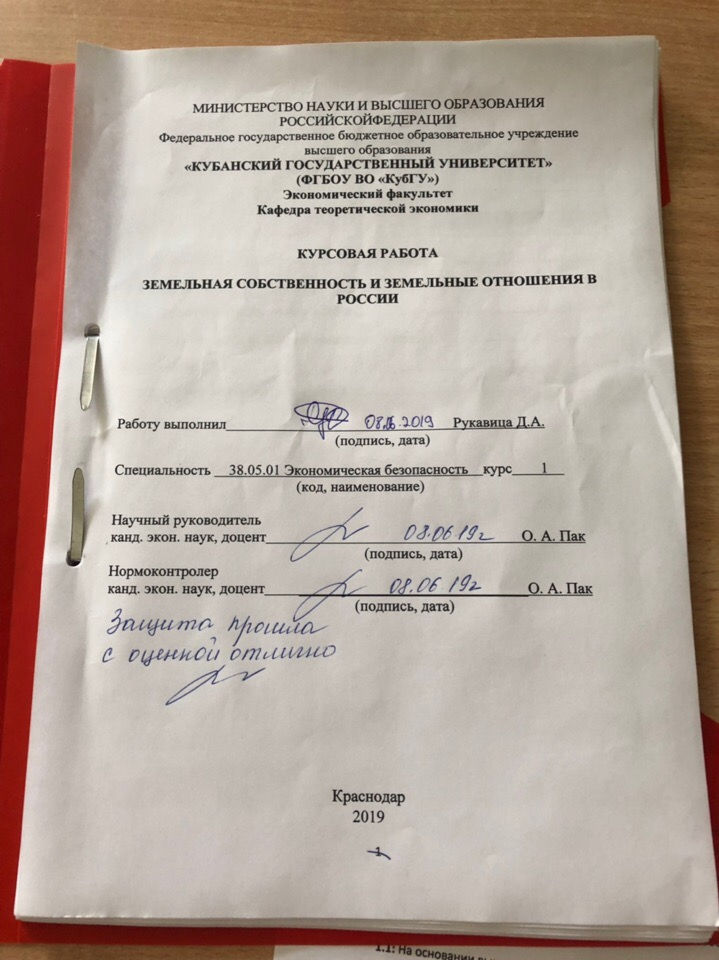 МИНИСТЕРСТВО НАУКИ И ВЫСШЕГО ОБРАЗОВАНИЯ
РОССИЙСКОЙФЕДЕРАЦИИ
Федеральное государственное бюджетное образовательное учреждение
высшего образования
«КУБАНСКИЙ ГОСУДАРСТВЕННЫЙ УНИВЕРСИТЕТ»
(ФГБОУ ВО «КубГУ»)
Экономический факультет
Кафедра теоретической экономики
КУРСОВАЯ РАБОТА
ЗЕМЕЛЬНАЯ СОБСТВЕННОСТЬ И ЗЕМЕЛЬНЫЕ ОТНОШЕНИЯ В
РОССИИ
Работу выполнил 08.06.2019 Рукавица Д.А.
(подпись, дата)
Специальность 38.05.01 Экономическая безопасность курс 1
(код, наименование)
Научный руководитель
канд. экон. наук, доцент 08.06 19г О. А. Пак
(подпись, дата)
Нормоконтролер
канд. экон. наук, доцент 08.06 19г О. А. Пак
(подпись, дата)
Защита прошла
с оценкой отлично
Краснодар
2019
1
1.1: На основании